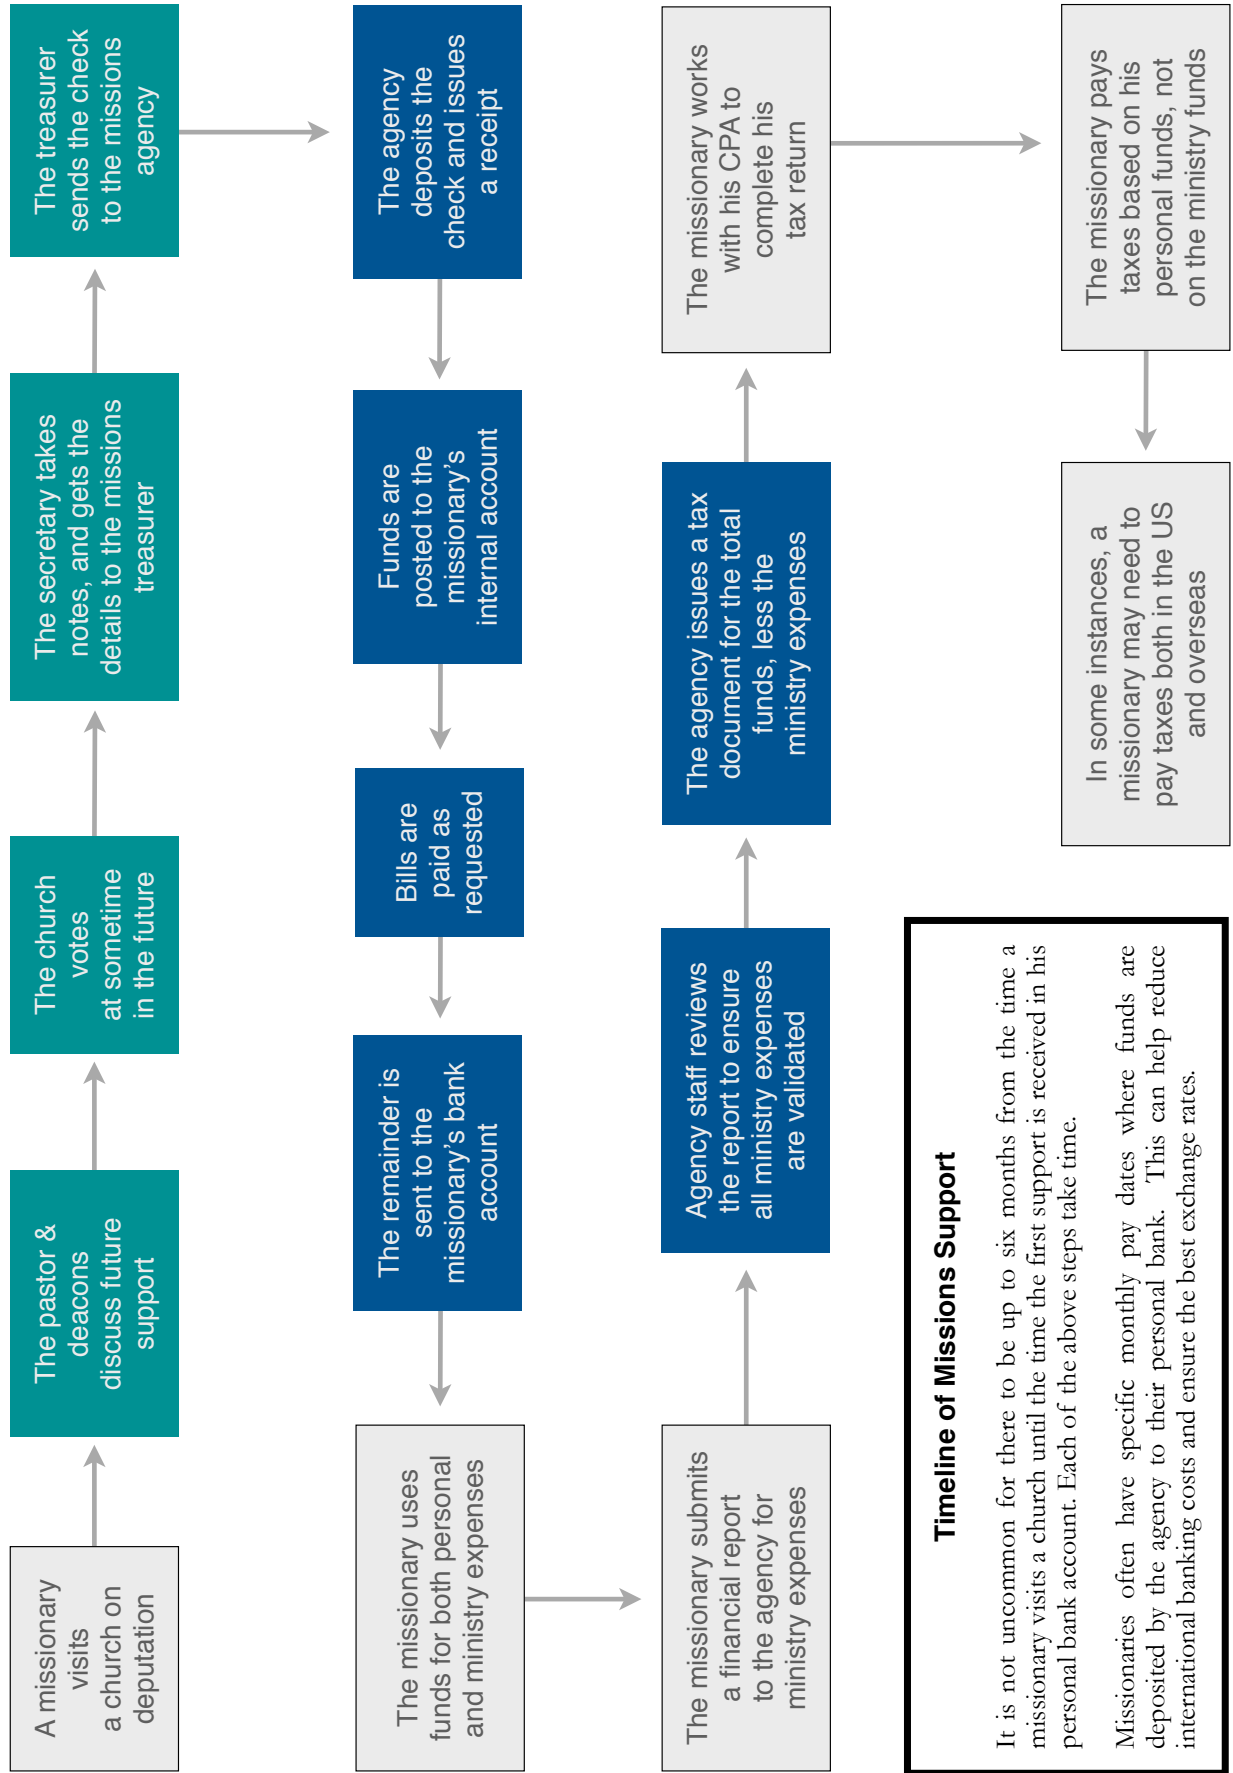 A missionary
visits
a church on
deputation
The pastor &
deacons
discuss future
support
The church
votes
at sometime
in the future
The secretary takes
notes, and gets the
details to the missions
treasurer
The treasurer
sends the check
to the missions
agency
The agency
deposits the
check and issues
a receipt
Funds are
posted to the
missionary’s
internal account
Bills are
paid as
requested
The remainder is
sent to the
missionary’s bank
account
The missionary uses
funds for both personal
and ministry expenses
The missionary submits
a financial report
to the agency for
ministry expenses
Agency staff reviews
the report to ensure
all ministry expenses
are validated
The agency issues a tax
document for the total
funds, less the
ministry expenses
The missionary works
with his CPA to
complete his
tax return
The missionary pays
taxes based on his
personal funds, not
on the ministry funds
In some instances, a
missionary may need to
pay taxes both in the US
and overseas
Timeline of Missions Support
It is not uncommon for there to be up to six months from the time a
missionary visits a church until the time the first support is received in his
personal bank account. Each of the above steps take time.
Missionaries often have specific monthly pay dates where funds are
deposited by the agency to their personal bank. This can help reduce
international banking costs and ensure the best exchange rates.